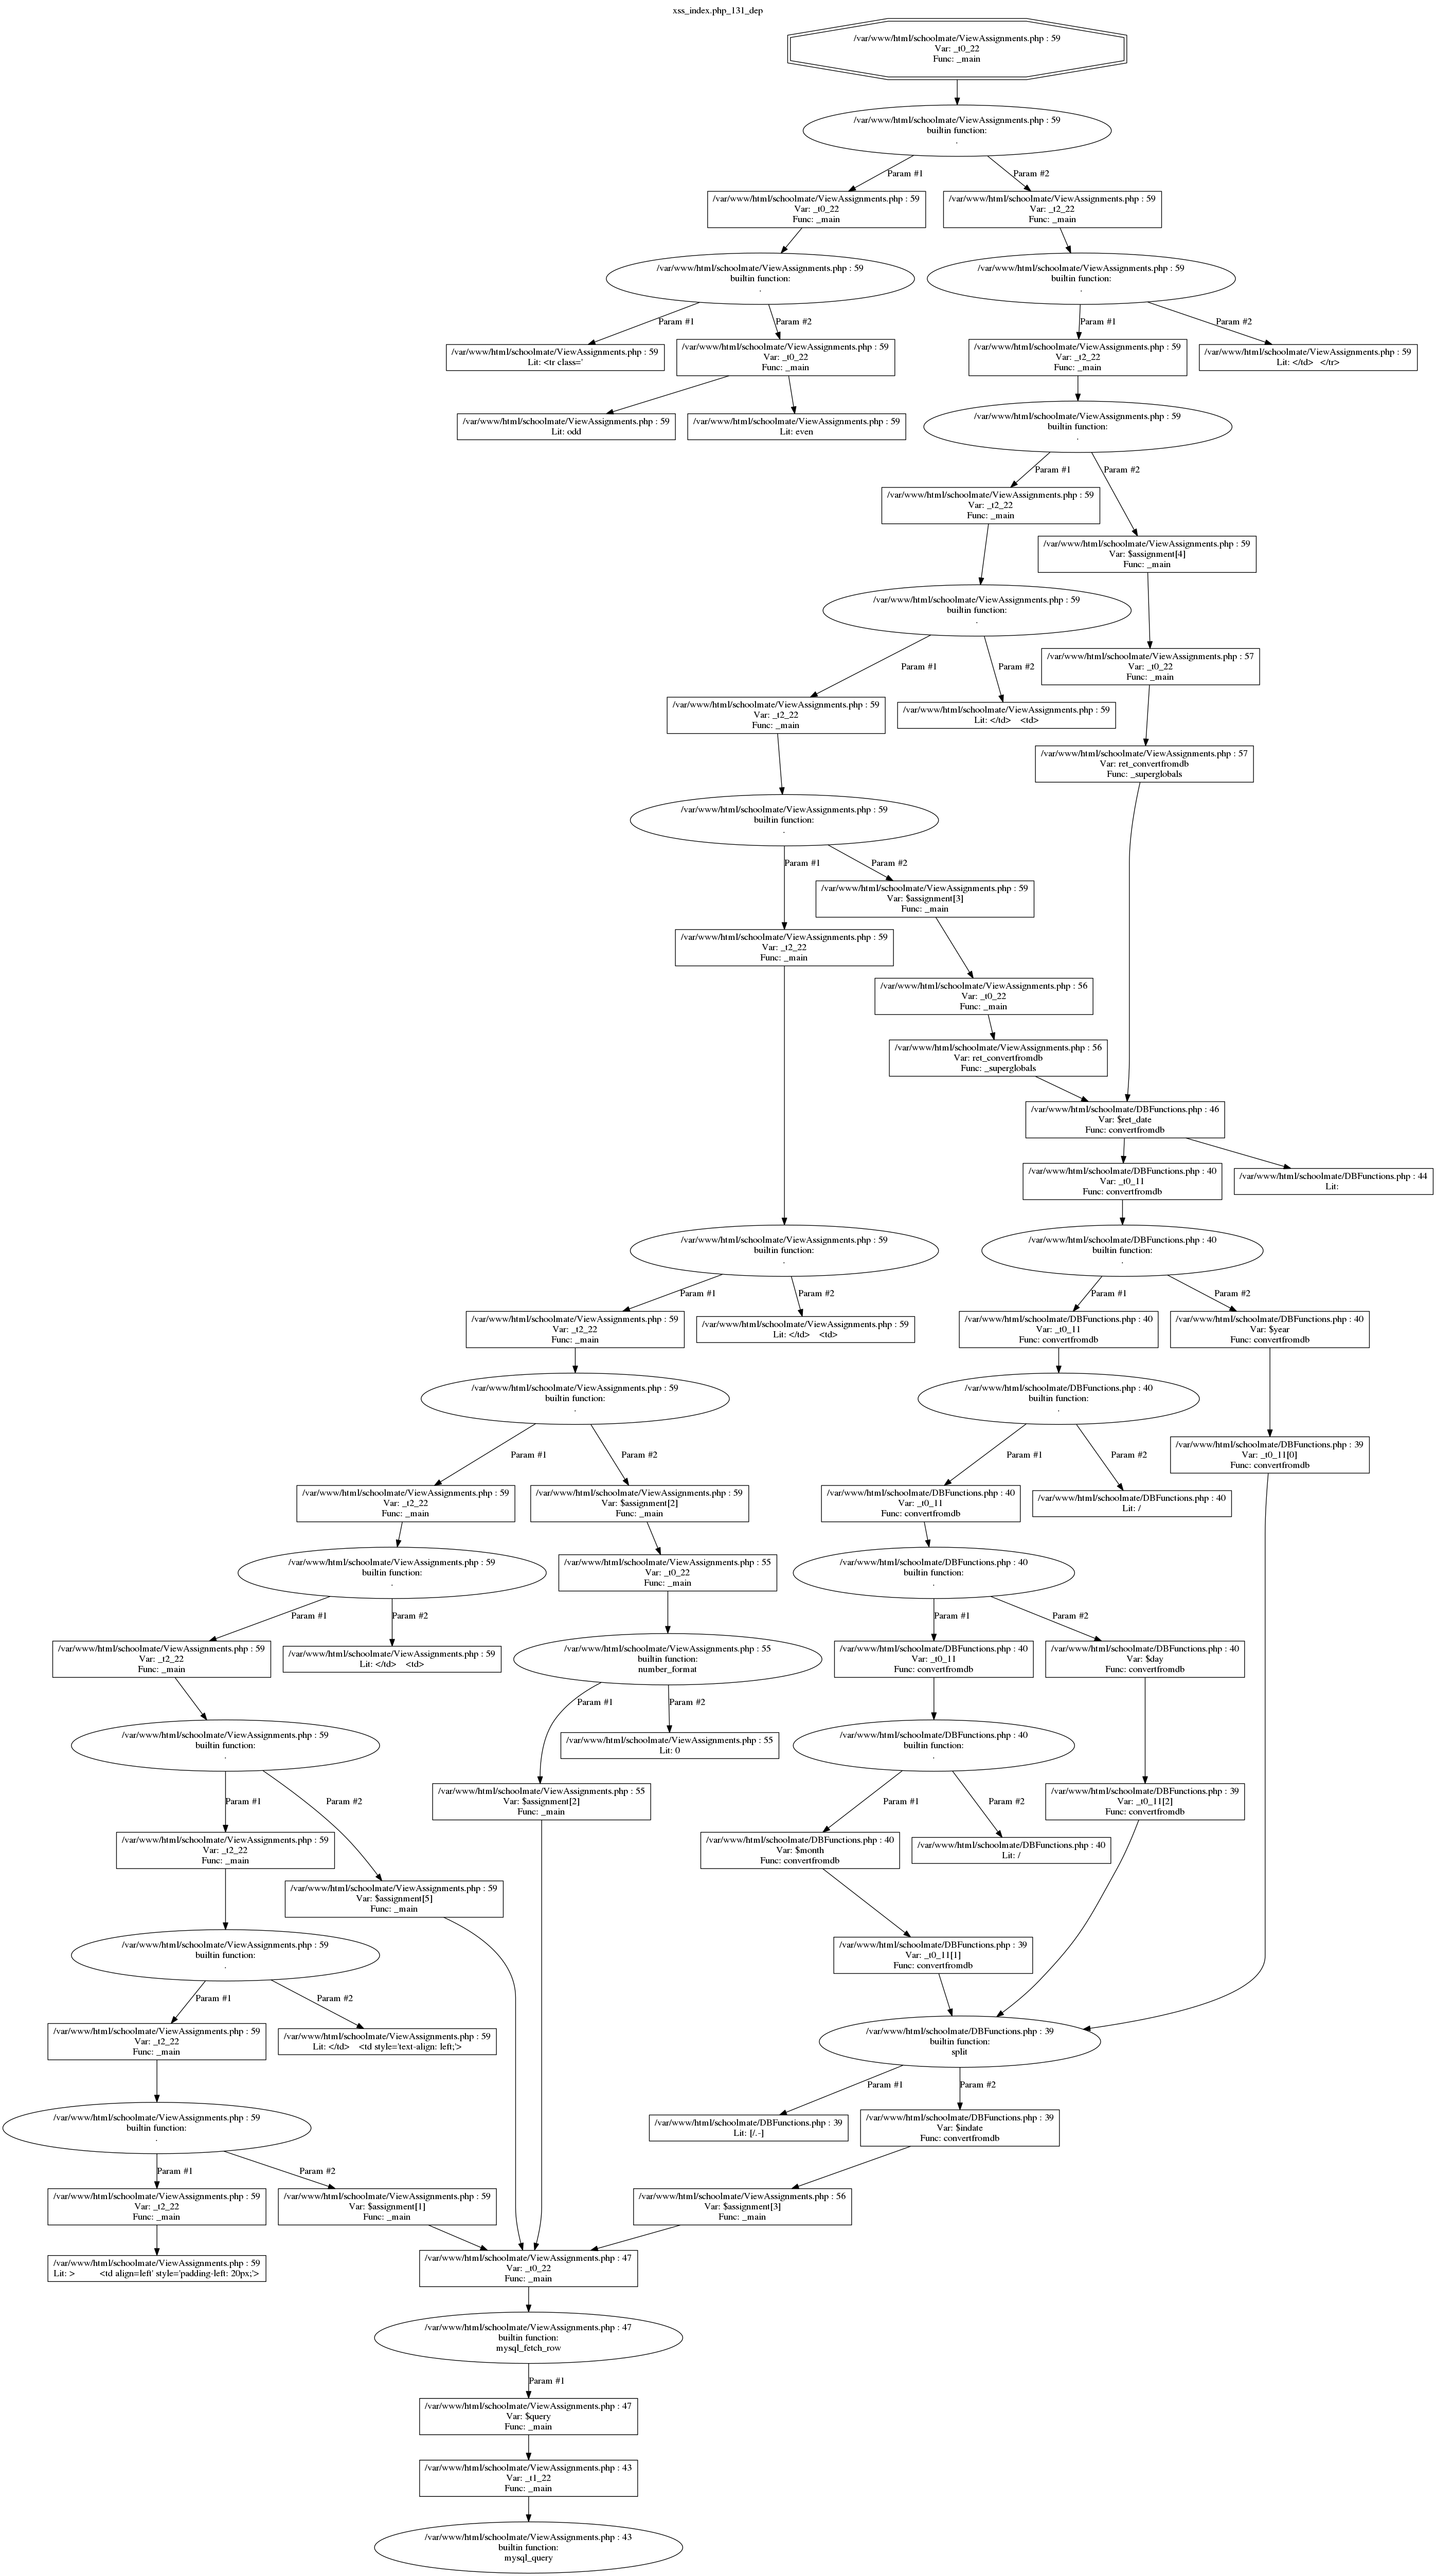 xss_index.php_131_dep
/var/www/html/schoolmate/ViewAssignments.php : 59
Var: _t0_22
Func: _main
/var/www/html/schoolmate/ViewAssignments.php : 59
builtin function:
.
Param #1
Param #2
/var/www/html/schoolmate/ViewAssignments.php : 59
Var: _t0_22
Func: _main
/var/www/html/schoolmate/ViewAssignments.php : 59
Var: _t2_22
Func: _main
/var/www/html/schoolmate/ViewAssignments.php : 59
builtin function:
.
/var/www/html/schoolmate/ViewAssignments.php : 59
builtin function:
.
Param #1
Param #2
Param #1
Param #2
/var/www/html/schoolmate/ViewAssignments.php : 59
Lit: <tr class='
/var/www/html/schoolmate/ViewAssignments.php : 59
Var: _t0_22
Func: _main
/var/www/html/schoolmate/ViewAssignments.php : 59
Var: _t2_22
Func: _main
/var/www/html/schoolmate/ViewAssignments.php : 59
Lit: </td>   </tr>
/var/www/html/schoolmate/ViewAssignments.php : 59
Lit: odd
/var/www/html/schoolmate/ViewAssignments.php : 59
Lit: even
/var/www/html/schoolmate/ViewAssignments.php : 59
builtin function:
.
Param #1
Param #2
/var/www/html/schoolmate/ViewAssignments.php : 59
Var: _t2_22
Func: _main
/var/www/html/schoolmate/ViewAssignments.php : 59
Var: $assignment[4]
Func: _main
/var/www/html/schoolmate/ViewAssignments.php : 59
builtin function:
.
Param #1
Param #2
/var/www/html/schoolmate/ViewAssignments.php : 57
Var: _t0_22
Func: _main
/var/www/html/schoolmate/ViewAssignments.php : 59
Var: _t2_22
Func: _main
/var/www/html/schoolmate/ViewAssignments.php : 59
Lit: </td>    <td>
/var/www/html/schoolmate/ViewAssignments.php : 57
Var: ret_convertfromdb
Func: _superglobals
/var/www/html/schoolmate/ViewAssignments.php : 59
builtin function:
.
Param #1
Param #2
/var/www/html/schoolmate/ViewAssignments.php : 59
Var: $assignment[3]
Func: _main
/var/www/html/schoolmate/ViewAssignments.php : 59
Var: _t2_22
Func: _main
/var/www/html/schoolmate/ViewAssignments.php : 56
Var: _t0_22
Func: _main
/var/www/html/schoolmate/ViewAssignments.php : 56
Var: ret_convertfromdb
Func: _superglobals
/var/www/html/schoolmate/DBFunctions.php : 46
Var: $ret_date
Func: convertfromdb
/var/www/html/schoolmate/DBFunctions.php : 40
Var: _t0_11
Func: convertfromdb
/var/www/html/schoolmate/DBFunctions.php : 44
Lit:
/var/www/html/schoolmate/ViewAssignments.php : 59
builtin function:
.
/var/www/html/schoolmate/DBFunctions.php : 40
builtin function:
.
Param #1
Param #2
Param #1
Param #2
/var/www/html/schoolmate/ViewAssignments.php : 59
Var: _t2_22
Func: _main
/var/www/html/schoolmate/ViewAssignments.php : 59
Lit: </td>    <td>
/var/www/html/schoolmate/DBFunctions.php : 40
Var: _t0_11
Func: convertfromdb
/var/www/html/schoolmate/DBFunctions.php : 40
Var: $year
Func: convertfromdb
/var/www/html/schoolmate/ViewAssignments.php : 59
builtin function:
.
/var/www/html/schoolmate/DBFunctions.php : 40
builtin function:
.
Param #1
Param #2
Param #1
Param #2
/var/www/html/schoolmate/DBFunctions.php : 39
Var: _t0_11[0]
Func: convertfromdb
/var/www/html/schoolmate/ViewAssignments.php : 59
Var: _t2_22
Func: _main
/var/www/html/schoolmate/ViewAssignments.php : 59
Var: $assignment[2]
Func: _main
/var/www/html/schoolmate/DBFunctions.php : 40
Var: _t0_11
Func: convertfromdb
/var/www/html/schoolmate/DBFunctions.php : 40
Lit: /
/var/www/html/schoolmate/ViewAssignments.php : 59
builtin function:
.
/var/www/html/schoolmate/ViewAssignments.php : 55
Var: _t0_22
Func: _main
/var/www/html/schoolmate/DBFunctions.php : 40
builtin function:
.
Param #1
Param #2
Param #1
Param #2
/var/www/html/schoolmate/ViewAssignments.php : 59
Var: _t2_22
Func: _main
/var/www/html/schoolmate/ViewAssignments.php : 59
Lit: </td>    <td>
/var/www/html/schoolmate/ViewAssignments.php : 55
builtin function:
number_format
/var/www/html/schoolmate/DBFunctions.php : 40
Var: _t0_11
Func: convertfromdb
/var/www/html/schoolmate/DBFunctions.php : 40
Var: $day
Func: convertfromdb
Param #1
Param #2
/var/www/html/schoolmate/ViewAssignments.php : 59
builtin function:
.
/var/www/html/schoolmate/ViewAssignments.php : 55
Lit: 0
/var/www/html/schoolmate/DBFunctions.php : 40
builtin function:
.
Param #1
Param #2
/var/www/html/schoolmate/ViewAssignments.php : 55
Var: $assignment[2]
Func: _main
Param #1
Param #2
/var/www/html/schoolmate/DBFunctions.php : 39
Var: _t0_11[2]
Func: convertfromdb
/var/www/html/schoolmate/ViewAssignments.php : 59
Var: _t2_22
Func: _main
/var/www/html/schoolmate/DBFunctions.php : 40
Var: $month
Func: convertfromdb
/var/www/html/schoolmate/DBFunctions.php : 40
Lit: /
/var/www/html/schoolmate/ViewAssignments.php : 59
Var: $assignment[5]
Func: _main
/var/www/html/schoolmate/ViewAssignments.php : 59
builtin function:
.
/var/www/html/schoolmate/DBFunctions.php : 39
Var: _t0_11[1]
Func: convertfromdb
Param #1
Param #2
/var/www/html/schoolmate/ViewAssignments.php : 59
Var: _t2_22
Func: _main
/var/www/html/schoolmate/ViewAssignments.php : 59
Lit: </td>    <td style='text-align: left;'>
/var/www/html/schoolmate/DBFunctions.php : 39
builtin function:
split
Param #1
Param #2
/var/www/html/schoolmate/ViewAssignments.php : 59
builtin function:
.
/var/www/html/schoolmate/DBFunctions.php : 39
Lit: [/.-]
/var/www/html/schoolmate/DBFunctions.php : 39
Var: $indate
Func: convertfromdb
Param #1
Param #2
/var/www/html/schoolmate/ViewAssignments.php : 59
Var: _t2_22
Func: _main
/var/www/html/schoolmate/ViewAssignments.php : 59
Var: $assignment[1]
Func: _main
/var/www/html/schoolmate/ViewAssignments.php : 56
Var: $assignment[3]
Func: _main
/var/www/html/schoolmate/ViewAssignments.php : 59
Lit: >          <td align=left' style='padding-left: 20px;'>
/var/www/html/schoolmate/ViewAssignments.php : 47
Var: _t0_22
Func: _main
/var/www/html/schoolmate/ViewAssignments.php : 47
builtin function:
mysql_fetch_row
Param #1
/var/www/html/schoolmate/ViewAssignments.php : 47
Var: $query
Func: _main
/var/www/html/schoolmate/ViewAssignments.php : 43
Var: _t1_22
Func: _main
/var/www/html/schoolmate/ViewAssignments.php : 43
builtin function:
mysql_query